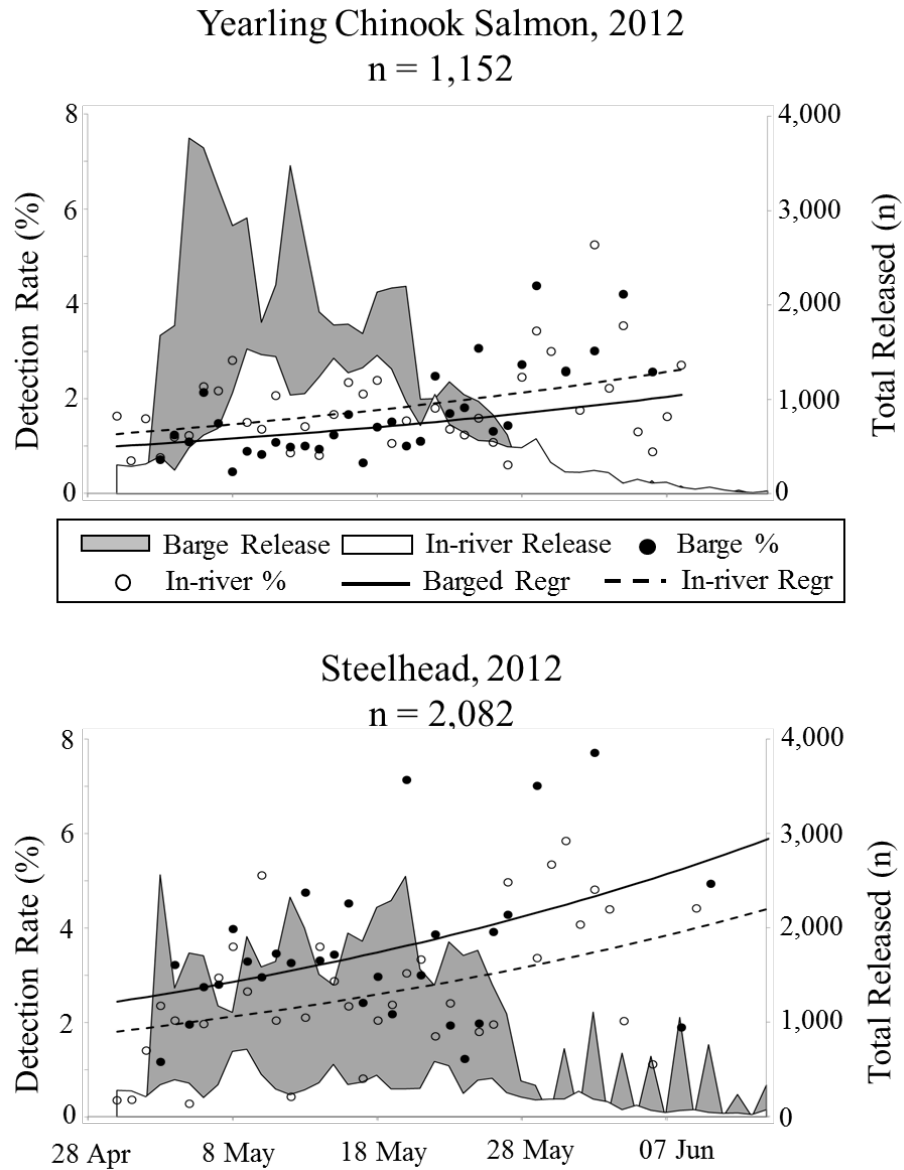 Yearling Chinook Salmon, 2012
n = 1,152
Detection Rate (%)
8
6
4
2
0
4,000
3,000
2,000
1,000
0
Total Released (n)
Barge Release In-river Release Barge %
In-river % Barged Regr In-river Regr
Steelhead, 2012
n = 2,082
Detection Rate (%)
8
6
4
2
0
4,000
3,000
2,000
1,000
0
Total Released (n)
28 Apr 8 May 18 May 28 May 07 Jun